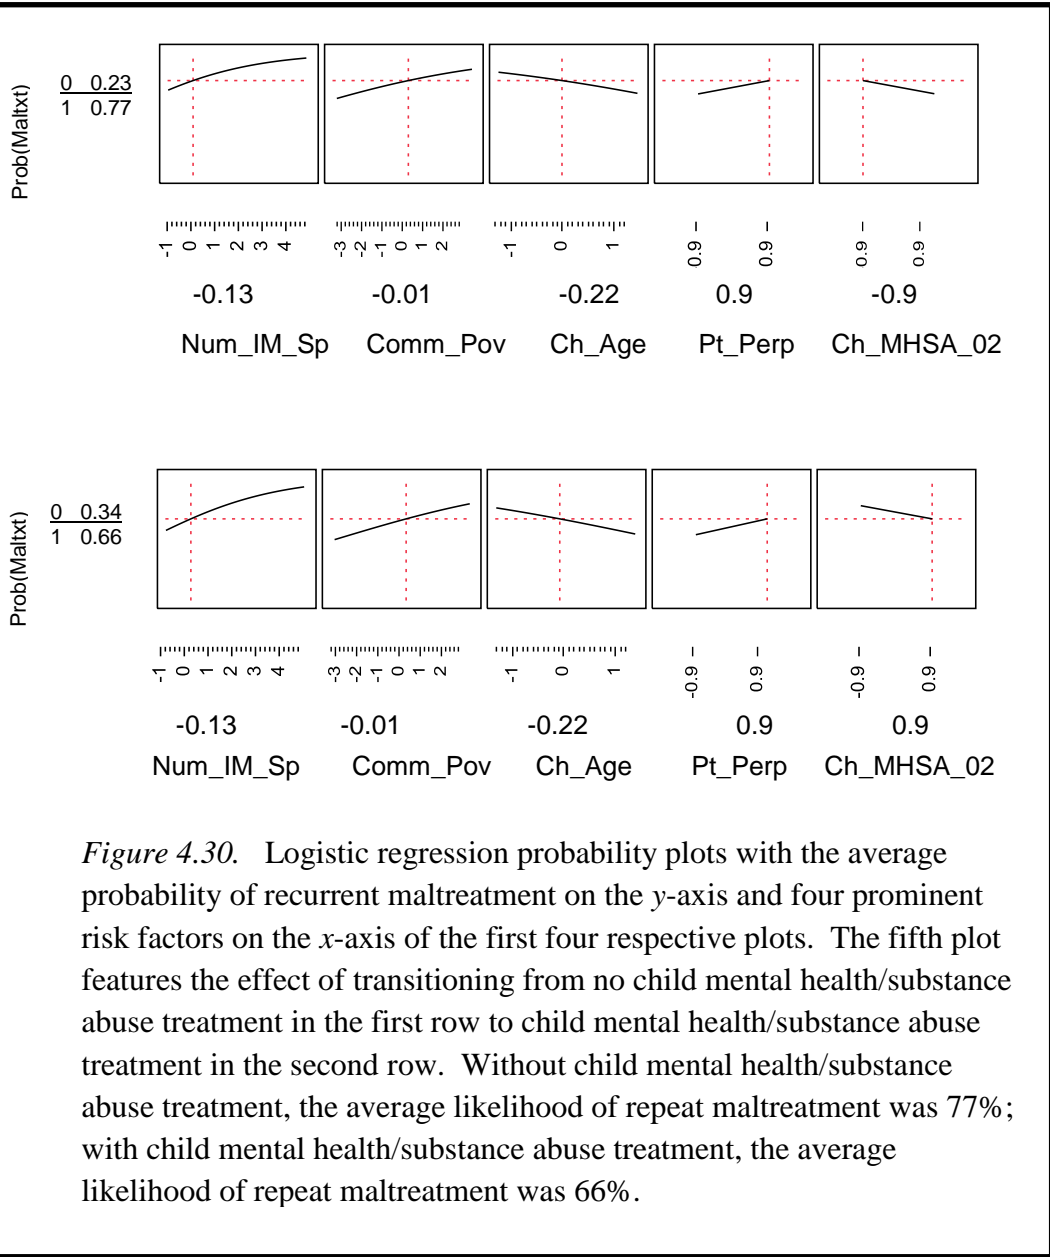 Prob(Maltxt)
0 0.23
1 0.77
-1 0 1 2 3 4
-3 -2 -1 0 1 2
-1 0 1
-0.9 0.9
-0.9 0.9
-0.13 -0.01 -0.22 0.9 -0.9
Num_IM_Sp Comm_Pov Ch_Age Pt_Perp Ch_MHSA_02
Prob(Maltxt)
0 0.34
1 0.66
-1 0 1 2 3 4
-3 -2 -1 0 1 2
-1 0 1
-0.9 0.9
-0.9 0.9
-0.13 -0.01 -0.22 0.9 0.9
Num_IM_Sp Comm_Pov Ch_Age Pt_Perp Ch_MHSA_02
Figure 4.30. Logistic regression probability plots with the average
probability of recurrent maltreatment on the y-axis and four prominent
risk factors on the x-axis of the first four respective plots. The fifth plot
features the effect of transitioning from no child mental health/substance
abuse treatment in the first row to child mental health/substance abuse
treatment in the second row. Without child mental health/substance
abuse treatment, the average likelihood of repeat maltreatment was 77%;
with child mental health/substance abuse treatment, the average
likelihood of repeat maltreatment was 66%.